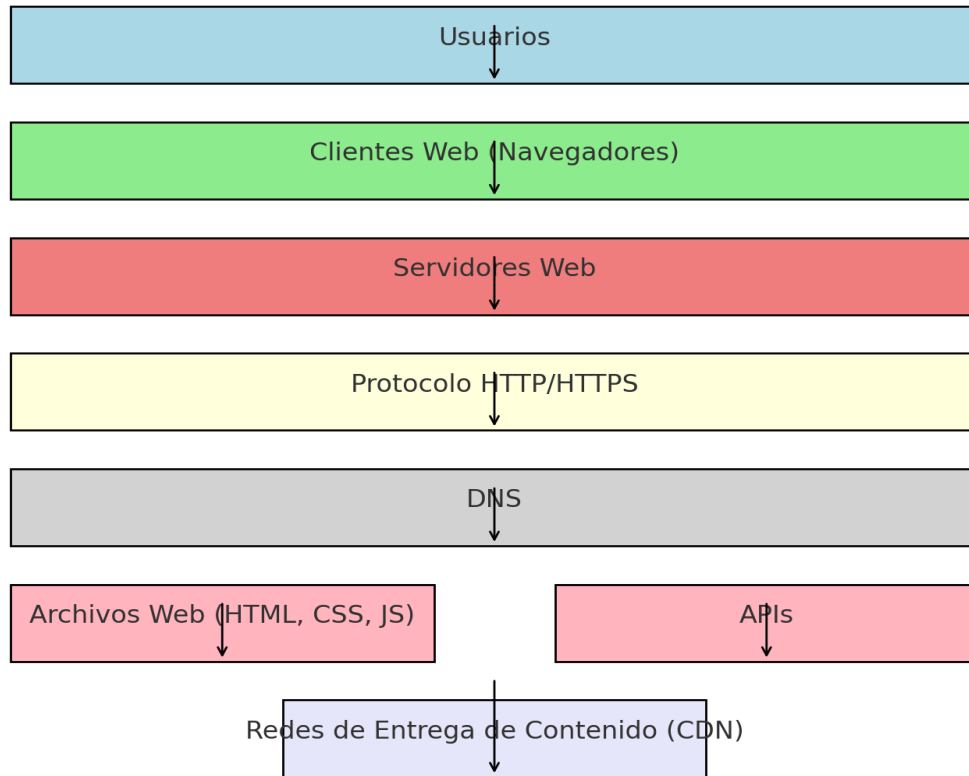 Usuarios
Clientes Web (Navegadores)
Servidores Web
Protocolo HTTP/HTTPS
DNS
Archivos Web (HTML, CSS, JS)
APIs
Redes de Entrega de Contenido (CDN)